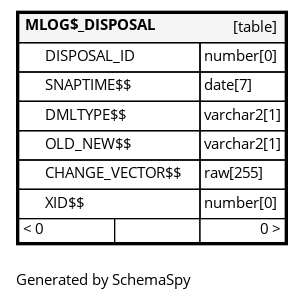 MLOG$_DISPOSAL [table]
DISPOSAL_ID number[0]
SNAPTIME$$ date[7]
DMLTYPE$$ varchar2[1]
OLD_NEW$$ varchar2[1]
CHANGE_VECTOR$$ raw[255]
XID$$ number[0]
< 0 0 >
Generated by SchemaSpy